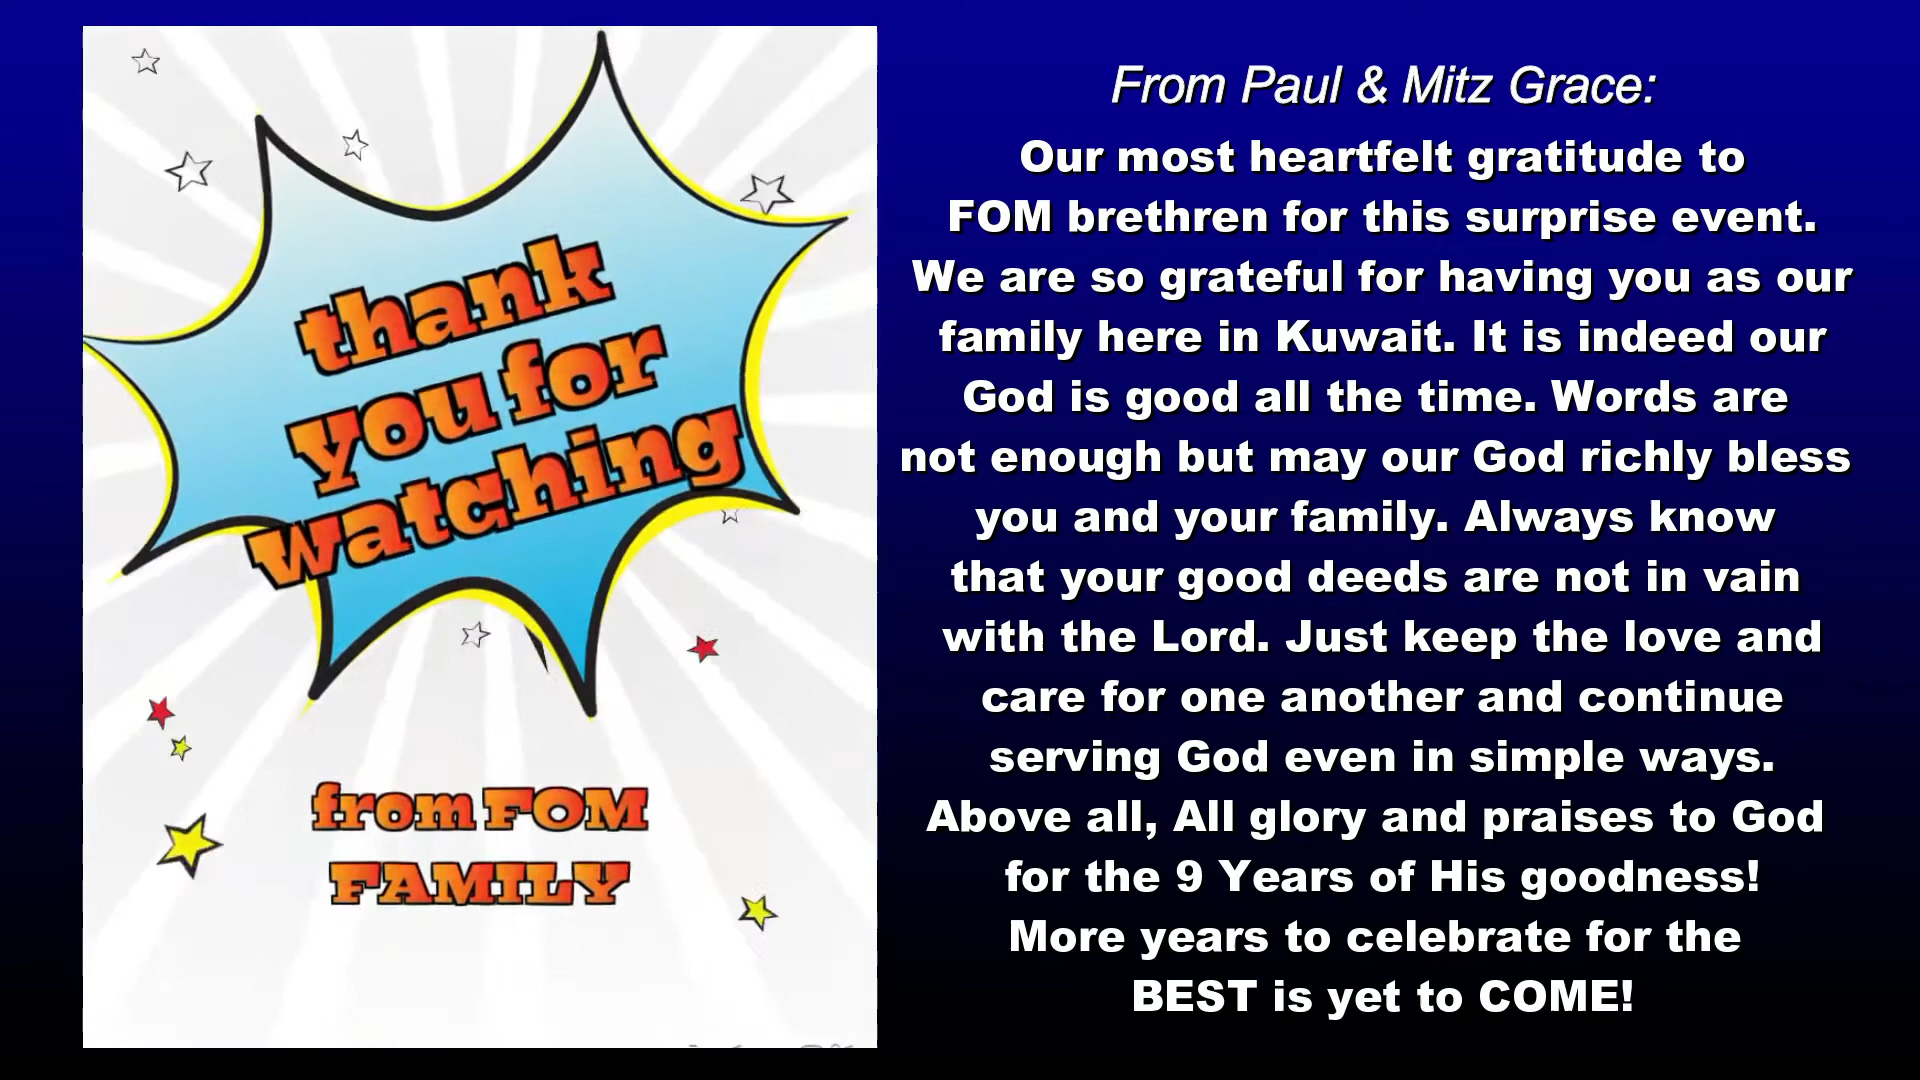 thank
you for
watching
from FOM
FAMILY
From Paul & Mitz Grace:
Our most heartfelt gratitude to
FOM brethren for this surprise event.
We are so grateful for having you as our
family here in Kuwait. It is indeed our
God is good all the time. Words are
not enough but may our God richly bless
you and your family. Always know
that your good deeds are not in vain
with the Lord. Just keep the love and
care for one another and continue
serving God even in simple ways.
Above all, All glory and praises to God
for the 9 Years of His goodness!
More years to celebrate for the
BEST is yet to COME!